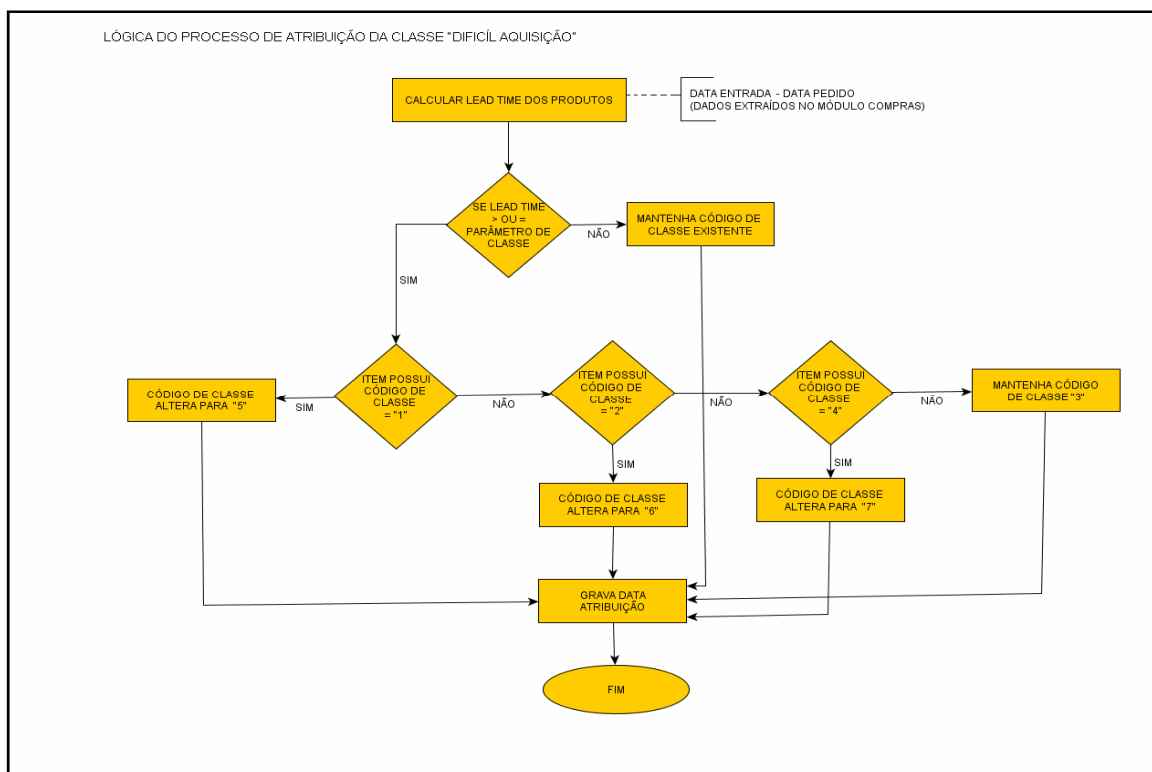 LÓGICA DO PROCESSO DE ATRIBUIÇÃO DA CLASSE "DIFICÍL AQUISIÇÃO"
CALCULAR LEAD TIME DOS PRODUTOS
DATA ENTRADA - DATA PEDIDO
(DADOS EXTRAÍDOS NO MÓDULO COMPRAS)
SE LEAD TIME
> OU =
PARÂMETRO DE
CLASSE
NÃO
MANTENHA CÓDIGO DE
CLASSE EXISTENTE
SIM
CÓDIGO DE CLASSE
ALTERA PARA "5"
SIM
ITEM POSSUI
CÓDIGO DE
CLASSE
= "1"
NÃO
ITEM POSSUI
CÓDIGO DE
CLASSE
= "2"
NÃO
ITEM POSSUI
CÓDIGO DE
CLASSE
= "4"
NÃO
MANTENHA CÓDIGO
DE CLASSE "3"
SIM
CÓDIGO DE CLASSE
ALTERA PARA "6"
SIM
CÓDIGO DE CLASSE
ALTERA PARA "7"
GRAVA DATA
ATRIBUIÇÃO
FIM